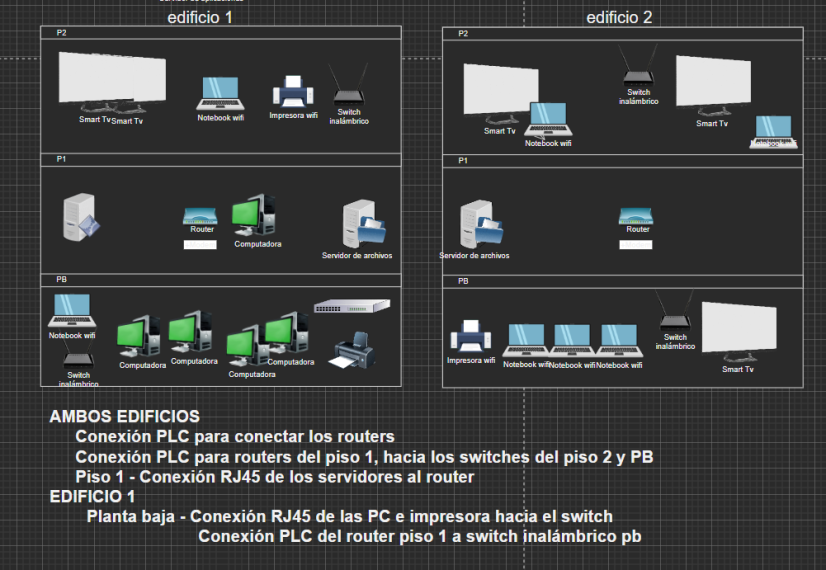 Servidor de aplicaciones
edificio 1
edificio 2
P2
Smart Tv
Smart Tv
Notebook wifi
Impresora wifi
Switch
inalámbrico
P2
Smart Tv
Notebook wifi
Switch
inalámbrico
Smart Tv
Notebook wifi
P1
Router
Computadora
Servidor de archivos
P1
Servidor de archivos
Router
PB
Notebook wifi
Switch
inalámbrico
Computadora
Computadora
Computadora
Computadora
PB
Impresora wifi
Notebook wifi
Notebook wifi
Notebook wifi
Switch
inalámbrico
Smart Tv
AMBOS EDIFICIOS
Conexión PLC para conectar los routers
Conexión PLC para routers del piso 1, hacia los switches del piso 2 y PB
Piso 1 - Conexión RJ45 de los servidores al router
EDIFICIO 1
Planta baja - Conexión RJ45 de las PC e impresora hacia el switch
Conexión PLC del router piso 1 a switch inalámbrico pb